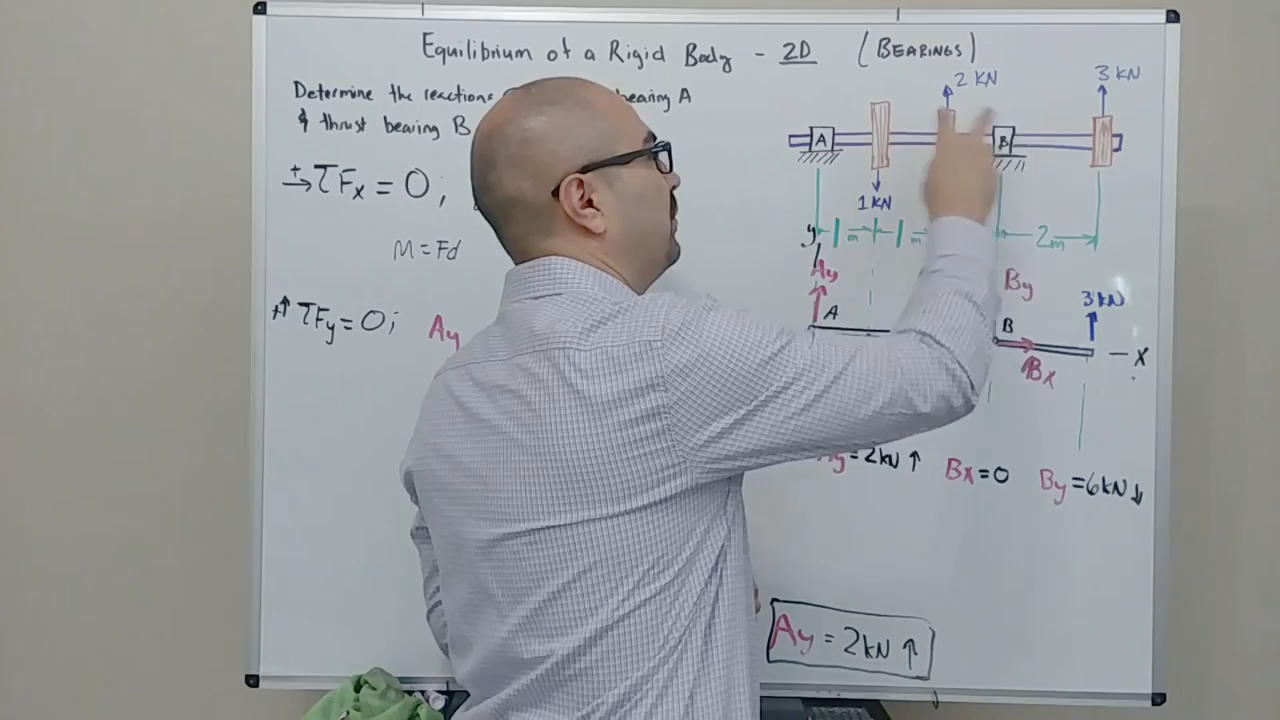 Equilibrium of a Rigid Body - 2D (BEARINGS)
Determine the reactions bearing A
& thrust bearing B
+→ ΣFx = 0;
M = Fd
+↑ ΣFy = 0; Ay
2 KN
3 KN
A
B
1 KN
y
1m
1m
2m
Ay
A
By
B
3 KN
Bx
x
Ay = 2kN ↑
Bx = 0
By = 6kN ↓
Ay = 2kN ↑